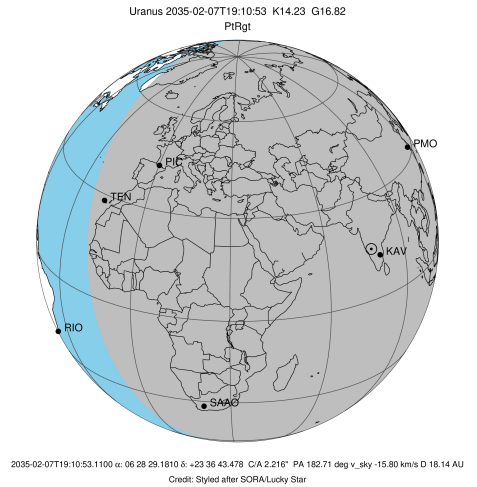 Uranus 2035-02-07T19:10:53 K14.23 G16.82
PtRgt
PMO
PIC
TEN
KAV
RIO
SAAO
2035-02-07T19:10:53.1100 α: 06 28 29.1810 δ: +23 36 43.478 C/A 2.216" PA 182.71 deg v_sky -15.80 km/s D 18.14 AU
Credit: Styled after SORA/Lucky Star